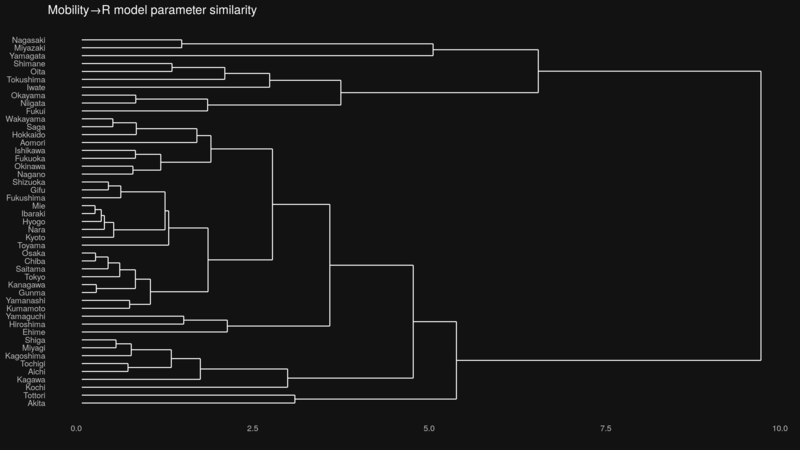 Mobility→R model parameter similarity
Nagasaki
Miyazaki
Yamagata
Shimane
Oita
Tokushima
Iwate
Okayama
Niigata
Fukui
Wakayama
Saga
Hokkaido
Aomori
Ishikawa
Fukuoka
Okinawa
Nagano
Shizuoka
Gifu
Fukushima
Mie
Ibaraki
Hyogo
Nara
Kyoto
Toyama
Osaka
Chiba
Saitama
Tokyo
Kanagawa
Gunma
Yamanashi
Kumamoto
Yamaguchi
Hiroshima
Ehime
Shiga
Miyagi
Kagoshima
Tochigi
Aichi
Kagawa
Kochi
Tottori
Akita
0.0 2.5 5.0 7.5 10.0